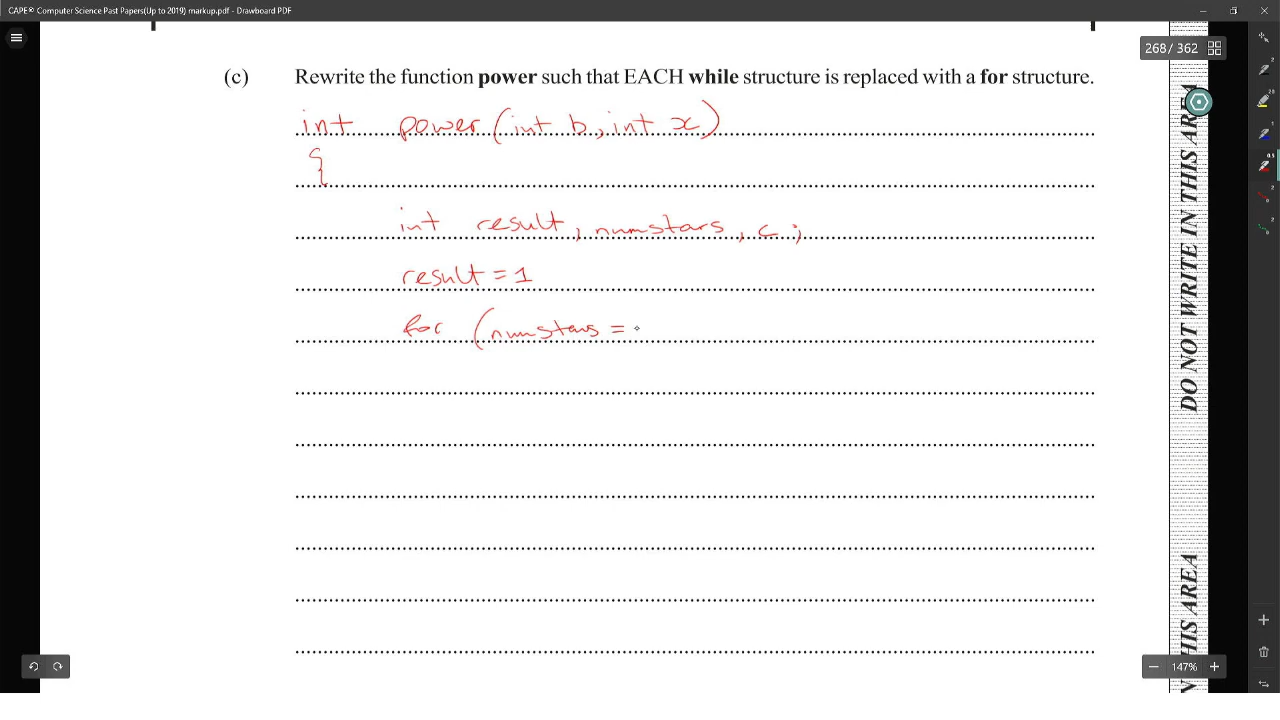 CAPE® Computer Science Past Papers(Up to 2019) markup.pdf - Drawboard PDF
268 / 362
(c) Rewrite the function power such that EACH while structure is replaced with a for structure.
int power(int b, int x)
{
int result, numstars, c;
result = 1
for (numstars =
DO NOT WRITE IN THIS AREA
147%